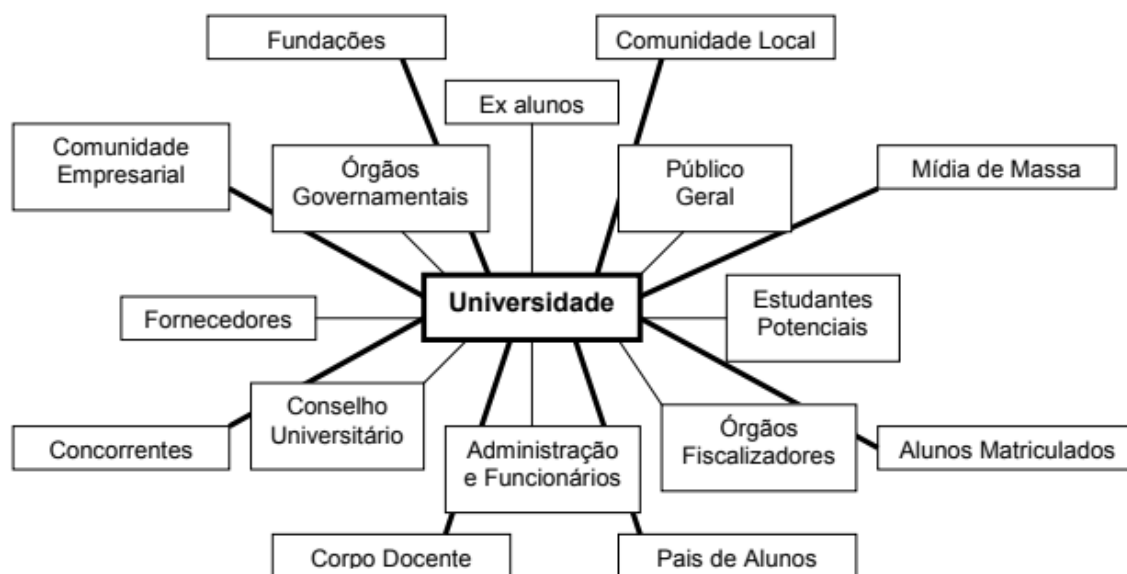 Fundações
Comunidade Local
Ex alunos
Comunidade
Empresarial
Órgãos
Governamentais
Público
Geral
Mídia de Massa
Universidade
Fornecedores
Estudantes
Potenciais
Conselho
Universitário
Órgãos
Fiscalizadores
Concorrentes
Administração
e Funcionários
Alunos Matriculados
Corpo Docente
Pais de Alunos